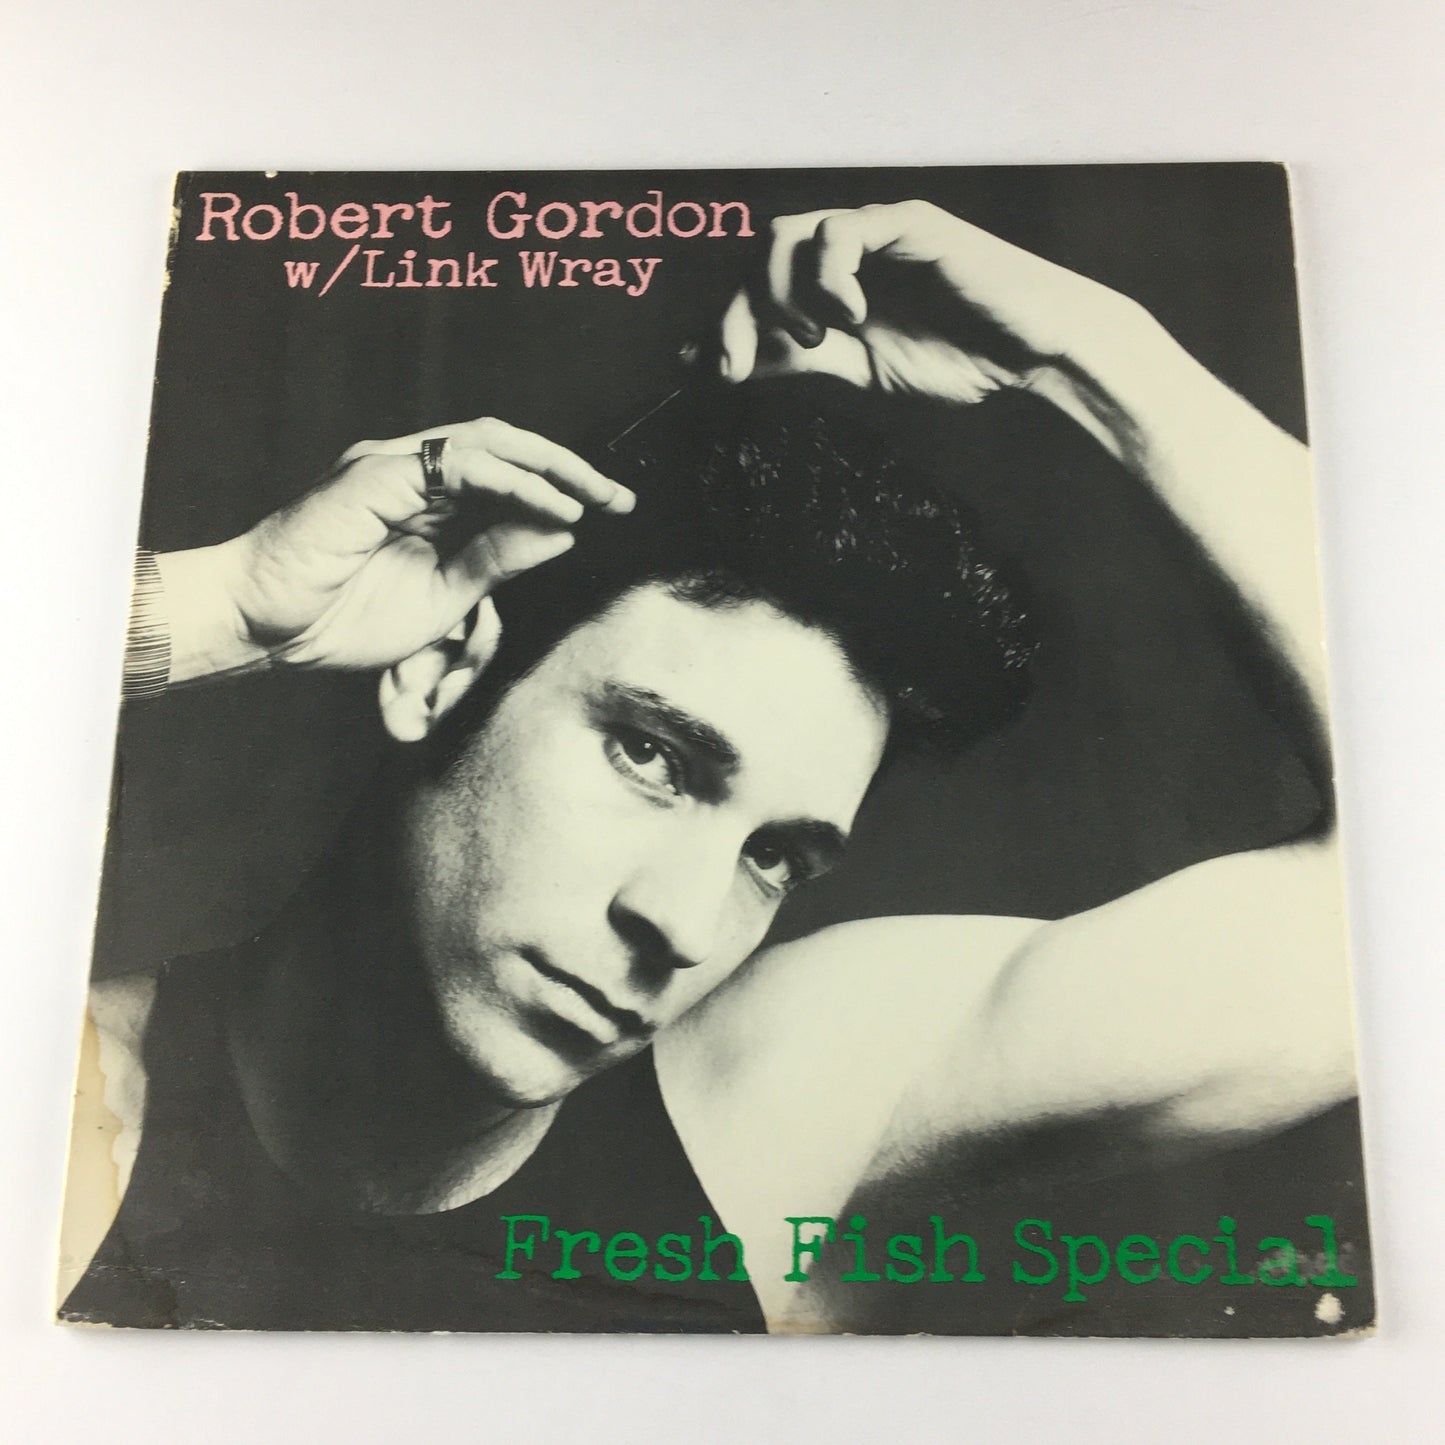 Robert Gordon
w/Link Wray
Fresh Fish Special